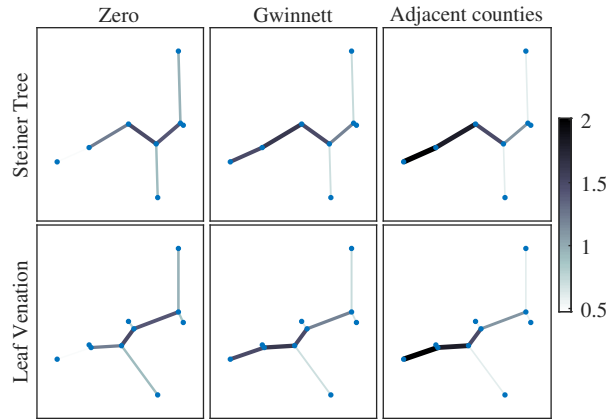 Zero Gwinnett Adjacent counties
Steiner Tree
Leaf Venation
2
1.5
1
0.5